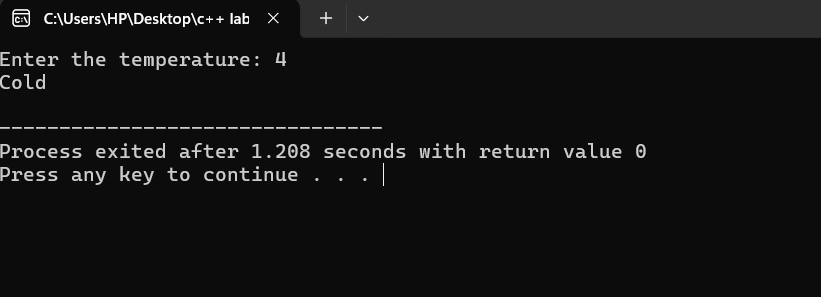 C:\Users\HP\Desktop\c++ lab
Enter the temperature: 4
Cold
--------------------------------
Process exited after 1.208 seconds with return value 0
Press any key to continue . . .